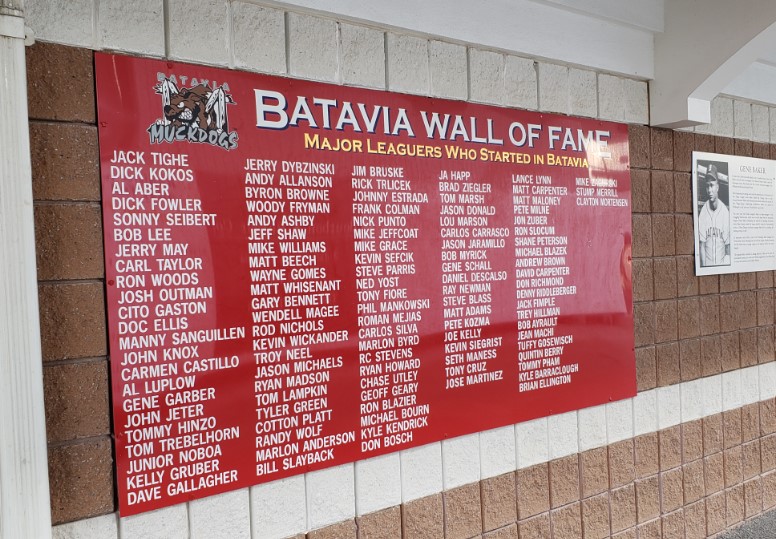 BATAVIA
MUCKDOGS
BATAVIA WALL OF FAME
MAJOR LEAGUERS WHO STARTED IN BATAVIA
JACK TIGHE
DICK KOKOS
AL ABER
DICK FOWLER
SONNY SEIBERT
BOB LEE
JERRY MAY
CARL TAYLOR
RON WOODS
JOSH OUTMAN
CITO GASTON
DOC ELLIS
MANNY SANGUILLEN
JOHN KNOX
CARMEN CASTILLO
AL LUPLOW
GENE GARBER
JOHN JETER
TOMMY HINZO
TOM TREBELHORN
JUNIOR NOBOA
KELLY GRUBER
DAVE GALLAGHER
JERRY DYBZINSKI
ANDY ALLANSON
BYRON BROWNE
WOODY FRYMAN
ANDY ASHBY
JEFF SHAW
MIKE WILLIAMS
MATT BEECH
WAYNE GOMES
MATT WHISENANT
GARY BENNETT
WENDELL MAGEE
ROD NICHOLS
KEVIN WICKANDER
TROY NEEL
JASON MICHAELS
RYAN MADSON
TOM LAMPKIN
TYLER GREEN
COTTON PLATT
RANDY WOLF
MARLON ANDERSON
BILL SLAYBACK
JIM BRUSKE
RICK TRLICEK
JOHNNY ESTRADA
FRANK COLMAN
NICK PUNTO
MIKE JEFFCOAT
MIKE GRACE
KEVIN SEFCIK
STEVE PARRIS
NED YOST
TONY FIORE
PHIL MANKOWSKI
ROMAN MEJIAS
CARLOS SILVA
MARLON BYRD
RC STEVENS
RYAN HOWARD
CHASE UTLEY
GEOFF GEARY
RON BLAZIER
MICHAEL BOURN
KYLE KENDRICK
DON BOSCH
JA HAPP
BRAD ZIEGLER
TOM MARSH
JASON DONALD
LOU MARSON
CARLOS CARRASCO
JASON JARAMILLO
BOB MYRICK
GENE SCHALL
DANIEL DESCALSO
RAY NEWMAN
STEVE BLASS
MATT ADAMS
PETE KOZMA
JOE KELLY
KEVIN SIEGRIST
SETH MANESS
TONY CRUZ
JOSE MARTINEZ
LANCE LYNN
MATT CARPENTER
MATT MALONEY
PETE MILNE
JON ZUBER
RON SLOCUM
SHANE PETERSON
MICHAEL BLAZEK
ANDREW BROWN
DAVID CARPENTER
DON RICHMOND
DENNY RIDDLEBERGER
JACK FIMPLE
TREY HILLMAN
BOB AYRAULT
JEAN MACHI
TUFFY GOSEWISCH
QUINTIN BERRY
TOMMY PHAM
KYLE BARRACLOUGH
BRIAN ELLINGTON
MIKE
STUMP MERRILL
CLAYTON MORTENSEN
GENE BAKER